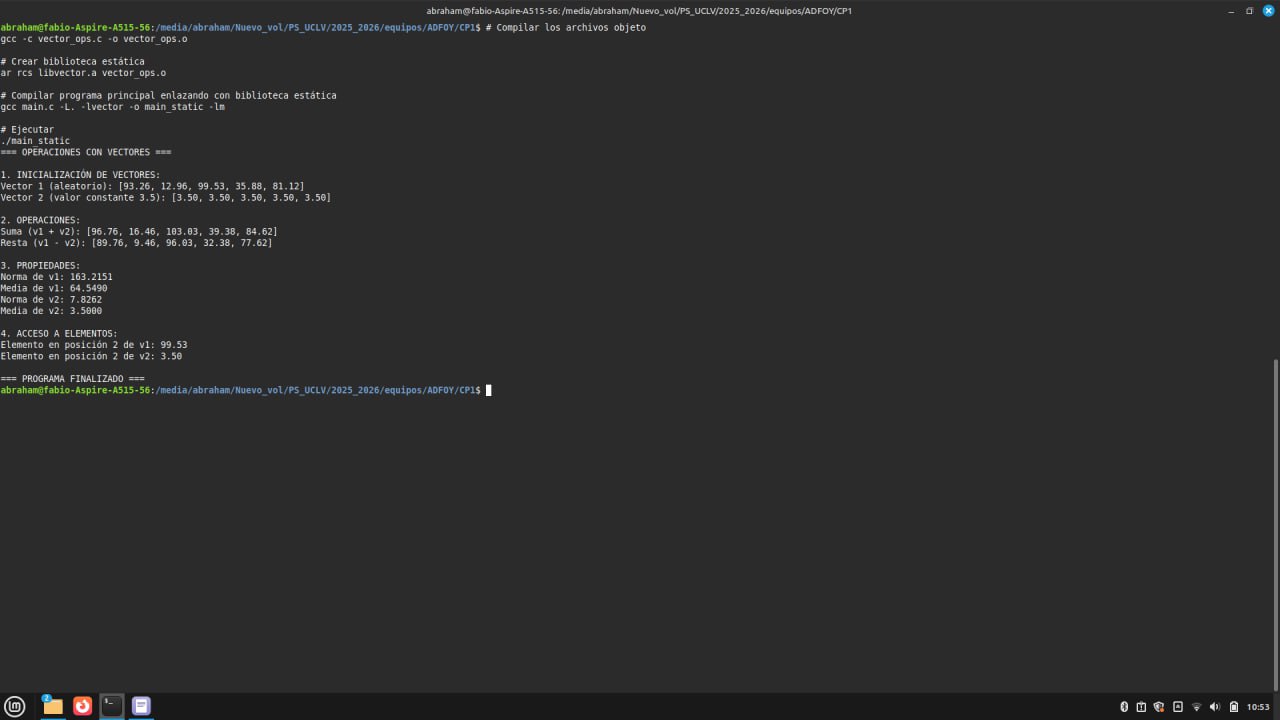 abraham@fabio-Aspire-A515-56: /media/abraham/Nuevo_vol/PS_UCLV/2025_2026/equipos/ADFOY/CP1
abraham@fabio-Aspire-A515-56:/media/abraham/Nuevo_vol/PS_UCLV/2025_2026/equipos/ADFOY/CP1$ # Compilar los archivos objeto
gcc -c vector_ops.c -o vector_ops.o
# Crear biblioteca estática
ar rcs libvector.a vector_ops.o
# Compilar programa principal enlazando con biblioteca estática
gcc main.c -L. -lvector -o main_static -lm
# Ejecutar
./main_static
=== OPERACIONES CON VECTORES ===
1. INICIALIZACIÓN DE VECTORES:
Vector 1 (aleatorio): [93.26, 12.96, 99.53, 35.88, 81.12]
Vector 2 (valor constante 3.5): [3.50, 3.50, 3.50, 3.50, 3.50]
2. OPERACIONES:
Suma (v1 + v2): [96.76, 16.46, 103.03, 39.38, 84.62]
Resta (v1 - v2): [89.76, 9.46, 96.03, 32.38, 77.62]
3. PROPIEDADES:
Norma de v1: 163.2151
Media de v1: 64.5490
Norma de v2: 7.8262
Media de v2: 3.5000
4. ACCESO A ELEMENTOS:
Elemento en posición 2 de v1: 99.53
Elemento en posición 2 de v2: 3.50
=== PROGRAMA FINALIZADO ===
abraham@fabio-Aspire-A515-56:/media/abraham/Nuevo_vol/PS_UCLV/2025_2026/equipos/ADFOY/CP1$
2
10:53